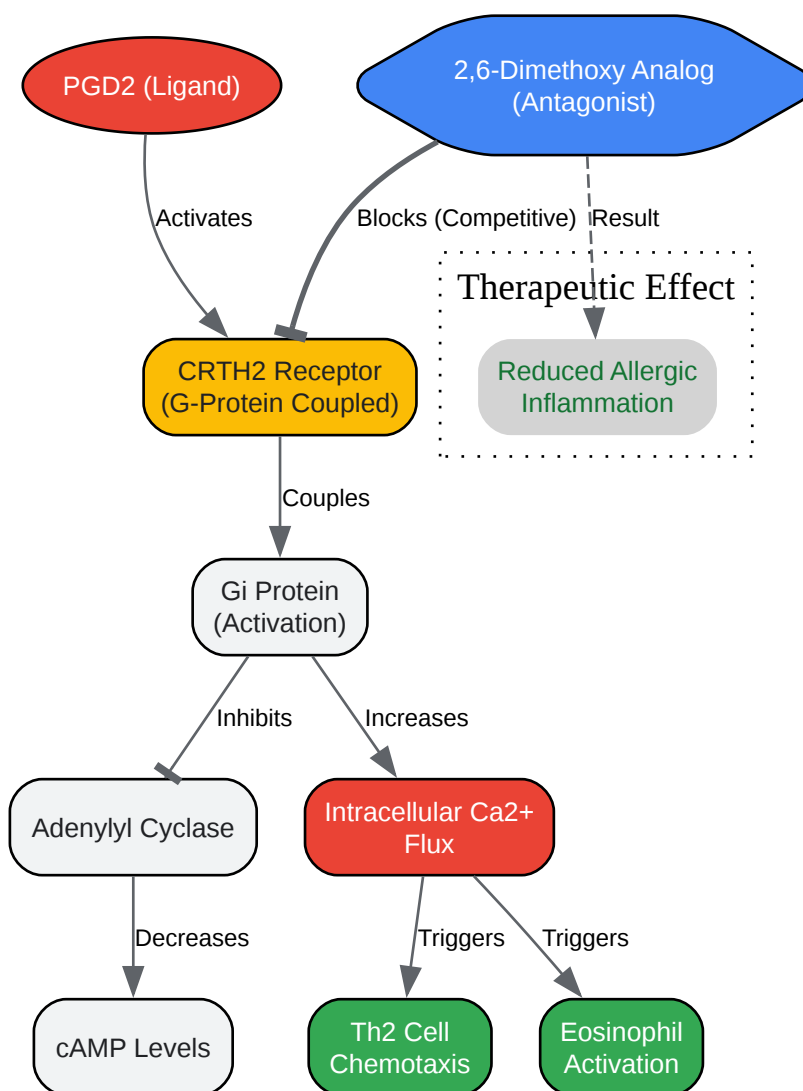 PGD2 (Ligand)
2,6-Dimethoxy Analog
(Antagonist)
Activates
Blocks (Competitive)
Result
Therapeutic Effect
CRTH2 Receptor
(G-Protein Coupled)
Reduced Allergic
Inflammation
Couples
Gi Protein
(Activation)
Inhibits
Increases
Adenylyl Cyclase
Intracellular Ca2+
Flux
Decreases
Triggers
Triggers
cAMP Levels
Th2 Cell
Chemotaxis
Eosinophil
Activation